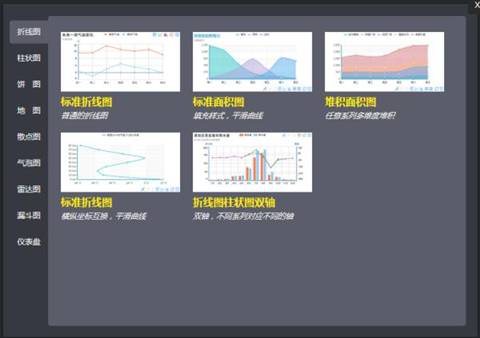 X
折线图
柱状图
饼 图
地 图
散点图
气泡图
雷达图
漏斗图
仪表盘
标准折线图
普通的折线图
标准面积图
填充样式，平滑曲线
堆积面积图
任意系列多维度堆积
标准折线图
横纵坐标互换，平滑曲线
折线图柱状图双轴
双轴，不同系列对应不同的轴